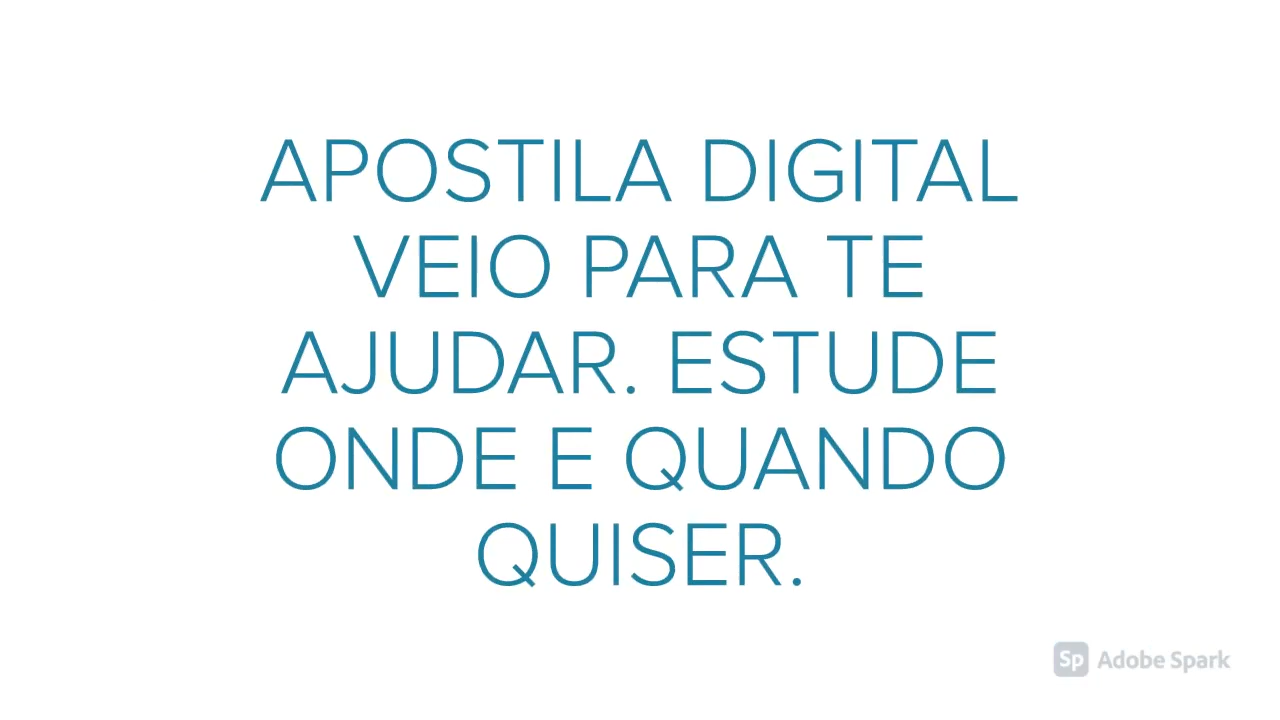 APOSTILA DIGITAL
VEIO PARA TE
AJUDAR. ESTUDE
ONDE E QUANDO
QUISER.
Sp Adobe Spark